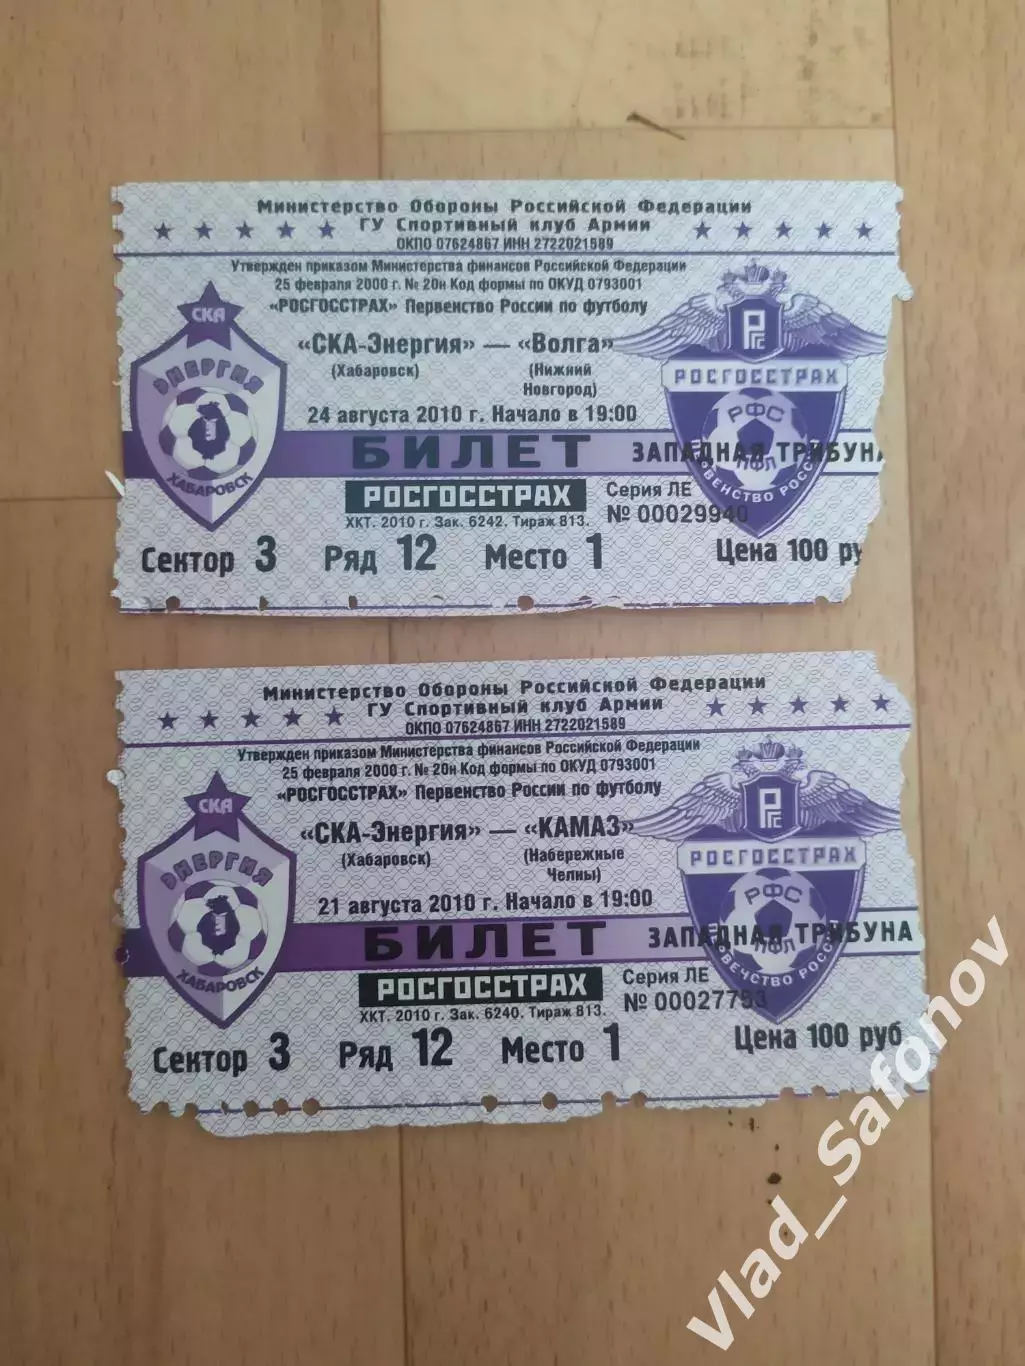 Министерство Обороны Российской Федерации
ГУ Спортивный клуб Армии
ОКПО 07624867 ИНН 2722021589
Утвержден приказом Министерства финансов Российской Федерации
25 февраля 2000 г. № 20н Код формы по ОКУД 0793001
«РОСГОССТРАХ» Первенство России по футболу
СКА
ЭНЕРГИЯ
ХАБАРОВСК
«СКА-Энергия» — «Волга»
(Хабаровск) (Нижний
Новгород)
24 августа 2010 г. Начало в 19:00
РГС
РОСГОССТРАХ
РФС
ПФЛ
БИЛЕТ ЗАПАДНАЯ ТРИБУНА
РОСГОССТРАХ Серия ЛЕ
№ 00029940
ХКТ. 2010 г. Зак. 6242. Тираж 813.
Сектор 3 Ряд 12 Место 1 Цена 100 ру
Министерство Обороны Российской Федерации
ГУ Спортивный клуб Армии
ОКПО 07624867 ИНН 2722021589
Утвержден приказом Министерства финансов Российской Федерации
25 февраля 2000 г. № 20н Код формы по ОКУД 0793001
«РОСГОССТРАХ» Первенство России по футболу
СКА
ЭНЕРГИЯ
ХАБАРОВСК
«СКА-Энергия» — «КАМАЗ»
(Хабаровск) (Набережные
Челны)
21 августа 2010 г. Начало в 19:00
РГС
РОСГОССТРАХ
РФС
ПФЛ
БИЛЕТ ЗАПАДНАЯ ТРИБУНА
РОСГОССТРАХ Серия ЛЕ
№ 00027753
ХКТ. 2010 г. Зак. 6240. Тираж 813.
Сектор 3 Ряд 12 Место 1 Цена 100 руб
Vlad_Safonov